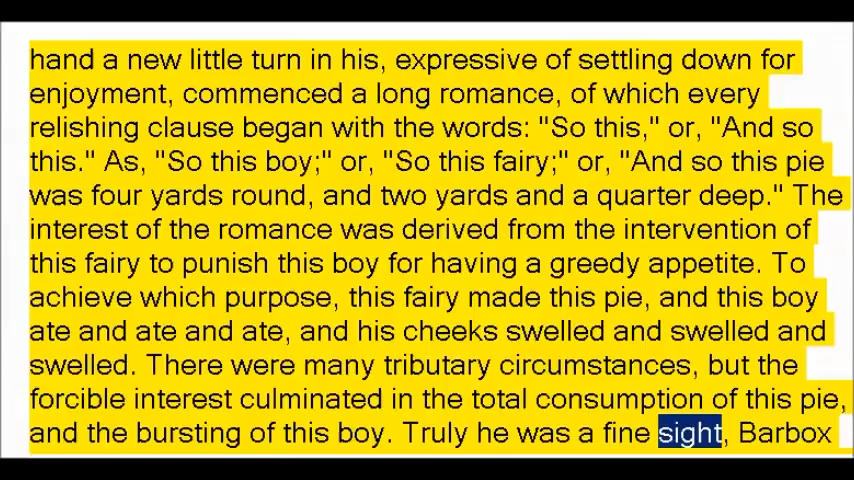 hand a new little turn in his, expressive of settling down for
enjoyment, commenced a long romance, of which every
relishing clause began with the words: "So this," or, "And so
this." As, "So this boy;" or, "So this fairy;" or, "And so this pie
was four yards round, and two yards and a quarter deep." The
interest of the romance was derived from the intervention of
this fairy to punish this boy for having a greedy appetite. To
achieve which purpose, this fairy made this pie, and this boy
ate and ate and ate, and his cheeks swelled and swelled and
swelled. There were many tributary circumstances, but the
forcible interest culminated in the total consumption of this pie,
and the bursting of this boy. Truly he was a fine sight, Barbox